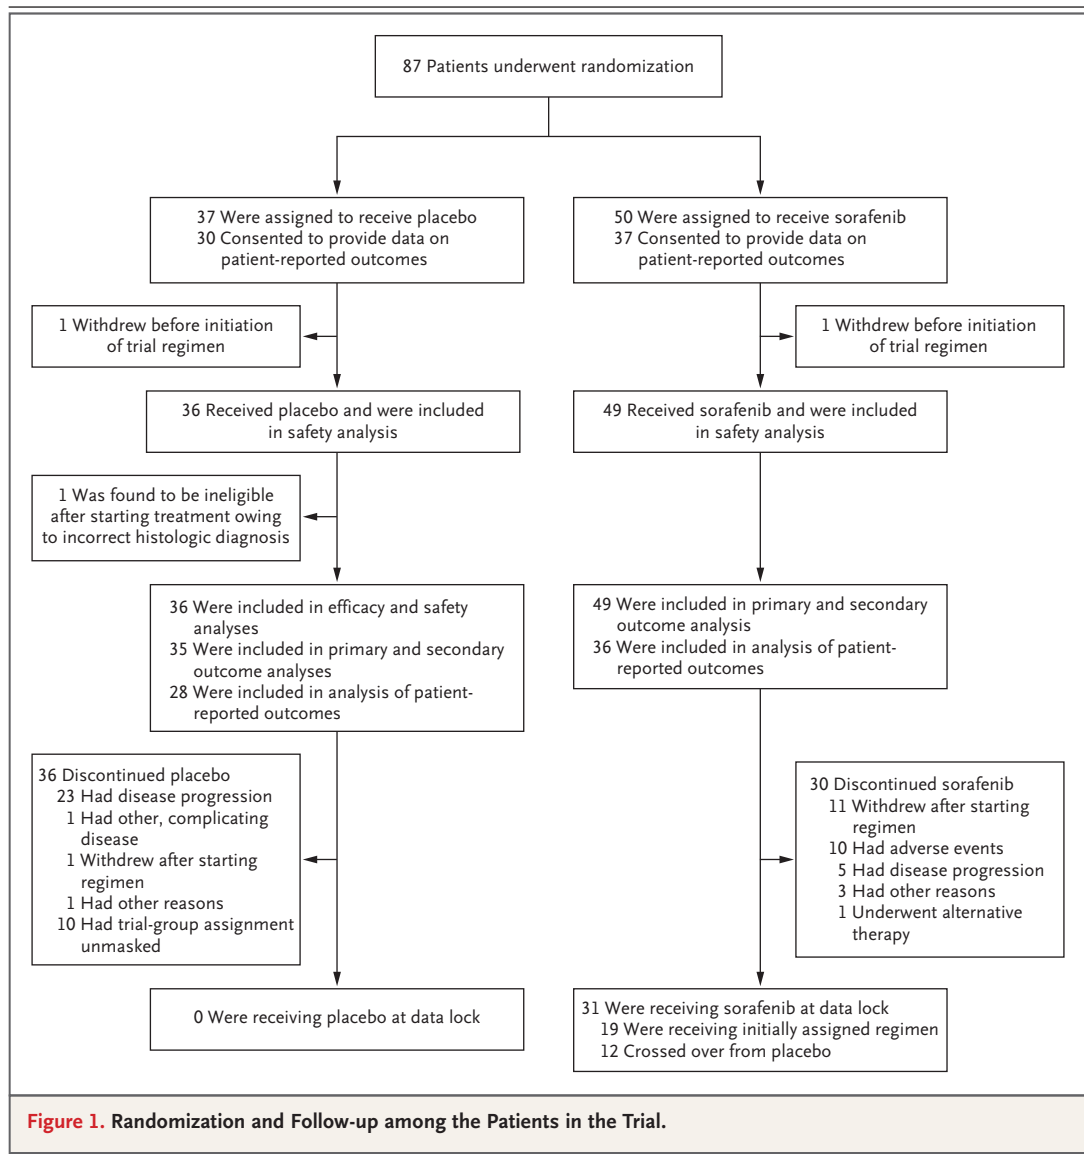 87 Patients underwent randomization
37 Were assigned to receive placebo
30 Consented to provide data on
patient-reported outcomes
50 Were assigned to receive sorafenib
37 Consented to provide data on
patient-reported outcomes
1 Withdrew before initiation
of trial regimen
1 Withdrew before initiation
of trial regimen
36 Received placebo and were included
in safety analysis
49 Received sorafenib and were included
in safety analysis
1 Was found to be ineligible
after starting treatment owing
to incorrect histologic diagnosis
36 Were included in efficacy and safety
analyses
35 Were included in primary and secondary
outcome analyses
28 Were included in analysis of patient-
reported outcomes
49 Were included in primary and secondary
outcome analysis
36 Were included in analysis of patient-
reported outcomes
36 Discontinued placebo
23 Had disease progression
1 Had other, complicating
disease
1 Withdrew after starting
regimen
1 Had other reasons
10 Had trial-group assignment
unmasked
30 Discontinued sorafenib
11 Withdrew after starting
regimen
10 Had adverse events
5 Had disease progression
3 Had other reasons
1 Underwent alternative
therapy
0 Were receiving placebo at data lock
31 Were receiving sorafenib at data lock
19 Were receiving initially assigned regimen
12 Crossed over from placebo
Figure 1. Randomization and Follow-up among the Patients in the Trial.